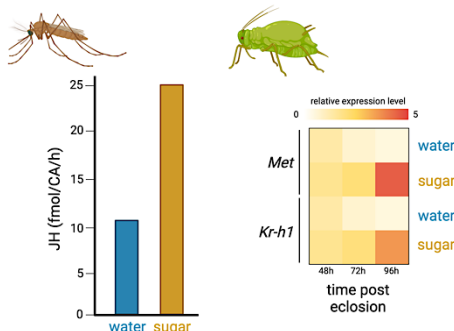 JH (fmol/CA/h)
25
20
15
10
5
0
water sugar
relative expression level
0 5
Met
water
sugar
Kr-h1
water
sugar
48h 72h 96h
time post
eclosion